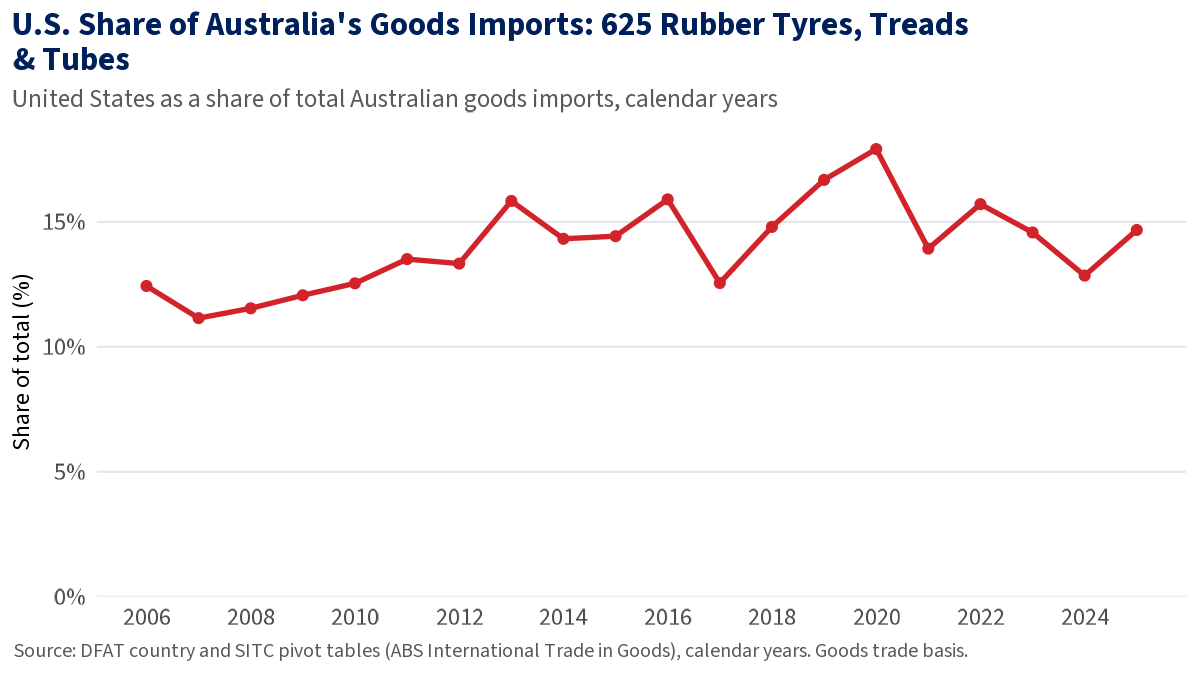 U.S. Share of Australia's Goods Imports: 625 Rubber Tyres, Treads
& Tubes
United States as a share of total Australian goods imports, calendar years
Share of total (%)
15%
10%
5%
0%
2006 2008 2010 2012 2014 2016 2018 2020 2022 2024
Source: DFAT country and SITC pivot tables (ABS International Trade in Goods), calendar years. Goods trade basis.